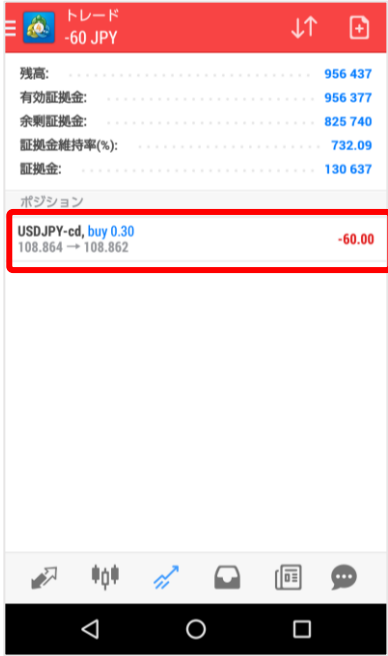 トレード
-60 JPY
残高: 956 437
有効証拠金: 956 377
余剰証拠金: 825 740
証拠金維持率(%): 732.09
証拠金: 130 637
ポジション
USDJPY-cd, buy 0.30
108.864 → 108.862
-60.00